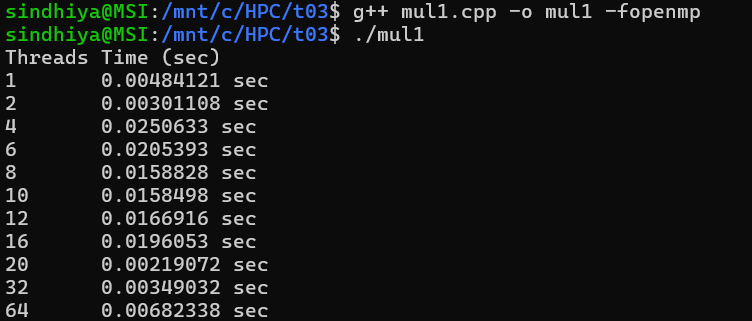 sindhiya@MSI:/mnt/c/HPC/t03$ g++ mul1.cpp -o mul1 -fopenmp
sindhiya@MSI:/mnt/c/HPC/t03$ ./mul1
Threads Time (sec)
1 0.00484121 sec
2 0.00301108 sec
4 0.0250633 sec
6 0.0205393 sec
8 0.0158828 sec
10 0.0158498 sec
12 0.0166916 sec
16 0.0196053 sec
20 0.00219072 sec
32 0.00349032 sec
64 0.00682338 sec